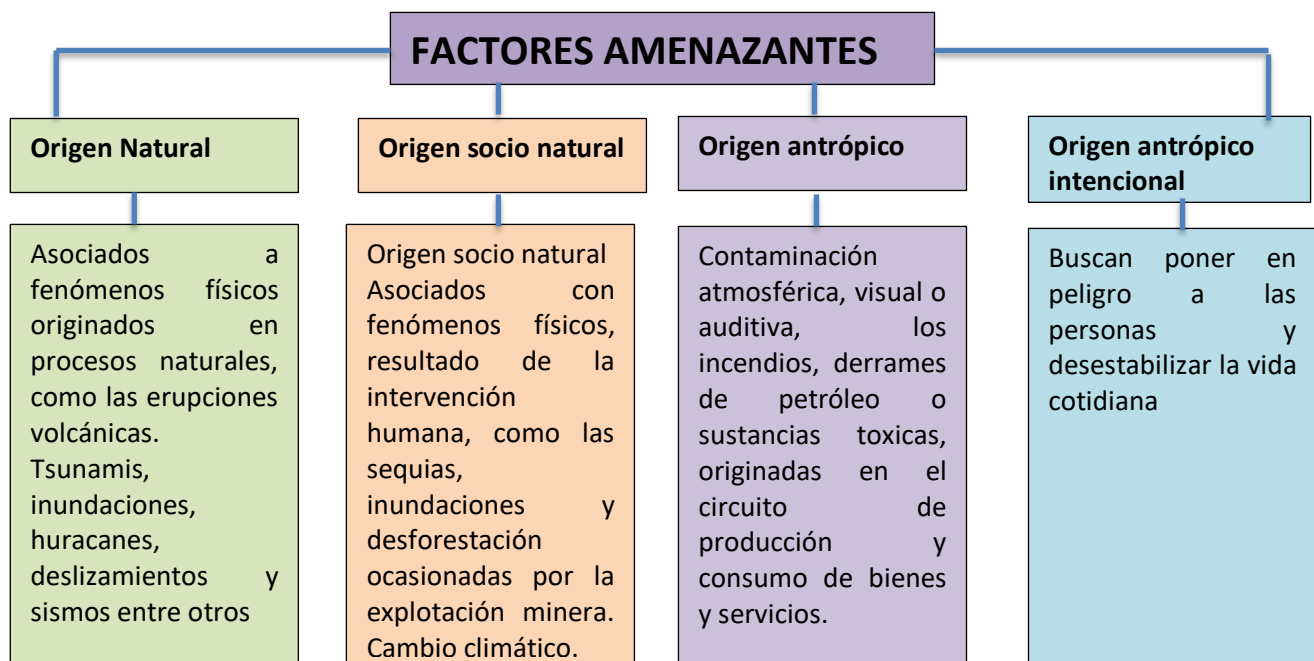 FACTORES AMENAZANTES
Origen Natural
Asociados a
fenómenos físicos
originados en
procesos naturales,
como las erupciones
volcánicas.
Tsunamis,
inundaciones,
huracanes,
deslizamientos y
sismos entre otros
Origen socio natural
Origen socio natural
Asociados con
fenómenos físicos,
resultado de la
intervención
humana, como las
sequias,
inundaciones y
desforestación
ocasionadas por la
explotación minera.
Cambio climático.
Origen antrópico
Contaminación
atmosférica, visual o
auditiva, los
incendios, derrames
de petróleo o
sustancias toxicas,
originadas en el
circuito de
producción y
consumo de bienes
y servicios.
Origen antrópico
intencional
Buscan poner en
peligro a las
personas y
desestabilizar la vida
cotidiana